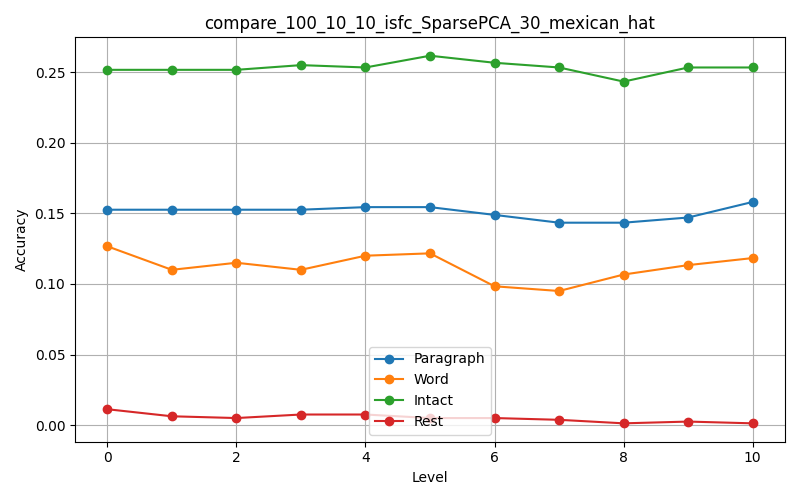 compare_100_10_10_isfc_SparsePCA_30_mexican_hat
Accuracy
0.25
0.20
0.15
0.10
0.05
0.00
Paragraph
Word
Intact
Rest
0 2 4 6 8 10
Level